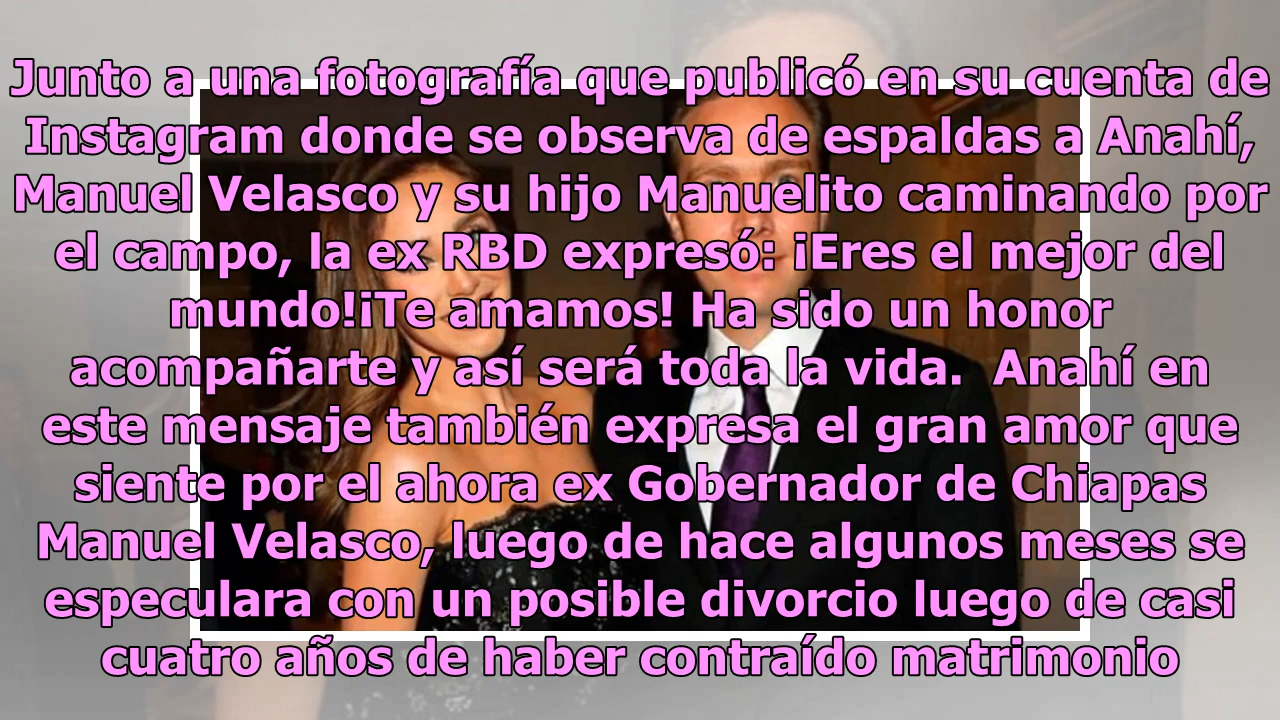 Junto a una fotografía que publicó en su cuenta de
Instagram donde se observa de espaldas a Anahí,
Manuel Velasco y su hijo Manuelito caminando por
el campo, la ex RBD expresó: ¡Eres el mejor del
mundo!¡Te amamos! Ha sido un honor
acompañarte y así será toda la vida.  Anahí en
este mensaje también expresa el gran amor que
siente por el ahora ex Gobernador de Chiapas
Manuel Velasco, luego de hace algunos meses se
especulara con un posible divorcio luego de casi
cuatro años de haber contraído matrimonio